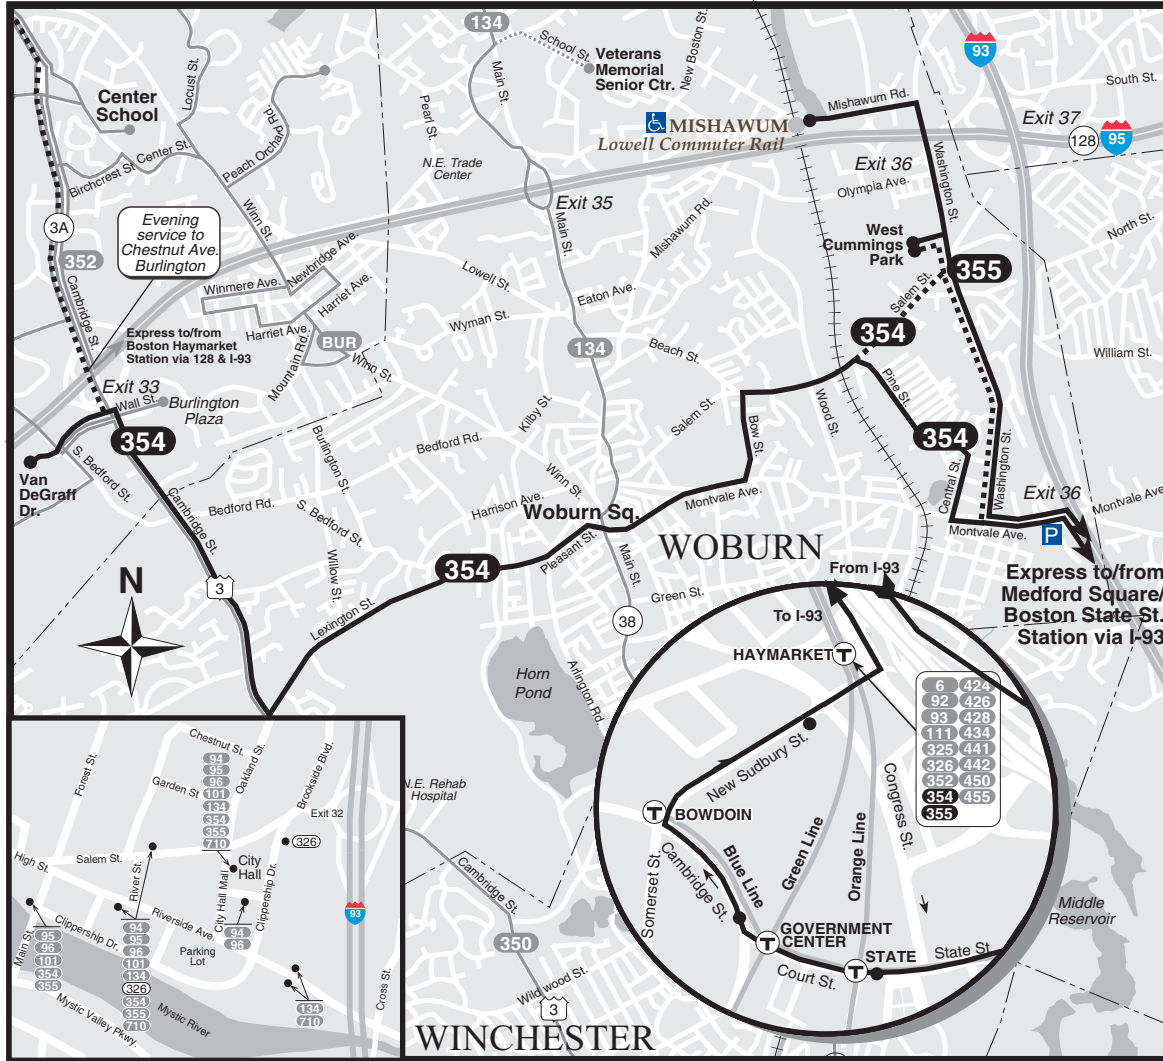 134
School St.
Veterans
Memorial
Senior Ctr.
New Boston St.
93
South St.
Locust St.
Center
School
Main St.
Pearl St.
Mishawum Rd.
MISHAWUM
Lowell Commuter Rail
Exit 37
128
95
Peach Orchard Rd.
Birchcrest St.
Center St.
N.E. Trade
Center
Exit 36
Olympia Ave.
Washington St.
3A
Evening
service to
Chestnut Ave.
Burlington
Winn St.
Exit 35
Main St.
Mishawum Rd.
West
Cummings
Park
North St.
352
Newbridge Ave.
Winmere Ave.
Harriet Ave.
Lowell St.
Eaton Ave.
Salem St.
355
Cambridge St.
Express to/from
Boston Haymarket
Station via 128 & I-93
Harriet Ave.
BUR
Wyman St.
134
Beach St.
354
William St.
Mountain Rd.
Winn St.
Exit 33
Wall St.
Burlington
Plaza
Pine St.
Wood St.
354
Kilby St.
Salem St.
Bow St.
354
Van
DeGraff
Dr.
S. Bedford St.
Burlington St.
Bedford Rd.
Central St.
Washington St.
Cambridge St.
Bedford Rd.
S. Bedford St.
Harrison Ave.
Winn St.
Woburn Sq.
Montvale Ave.
Exit 36
Montvale Ave
Montvale Ave.
P
N
3
Willow St.
354
Pleasant St.
Main St.
WOBURN
From I-93
Express to/from
Medford Square/
Boston State St.
Station via I-93
Lexington St.
Green St.
38
To I-93
Horn
Pond
Arlington Rd.
T
HAYMARKET
6 424
92 426
93 428
111 434
325 441
326 442
352 450
354 455
355
New Sudbury St.
Congress St.
T
BOWDOIN
Somerset St.
Cambridge St.
Blue Line
Green Line
Orange Line
T
GOVERNMENT
CENTER
T
STATE
Court St.
State St.
Middle
Reservoir
N.E. Rehab
Hospital
Cambridge St.
350
Wildwood St.
3
WINCHESTER
Chestnut St.
Forest St.
Garden St
94
95
96
101
134
354
355
710
Oakland St.
Brookside Blvd.
Exit 32
326
High St.
Salem St.
River St.
City
Hall
City Hall Mall
Clippership Dr.
93
Main St.
Clippership Dr.
Riverside Ave.
94
96
Parking
Lot
95
96
101
354
355
94
95
96
101
134
326
354
355
710
134
710
Cross St.
Mystic Valley Pkwy.
Mystic River